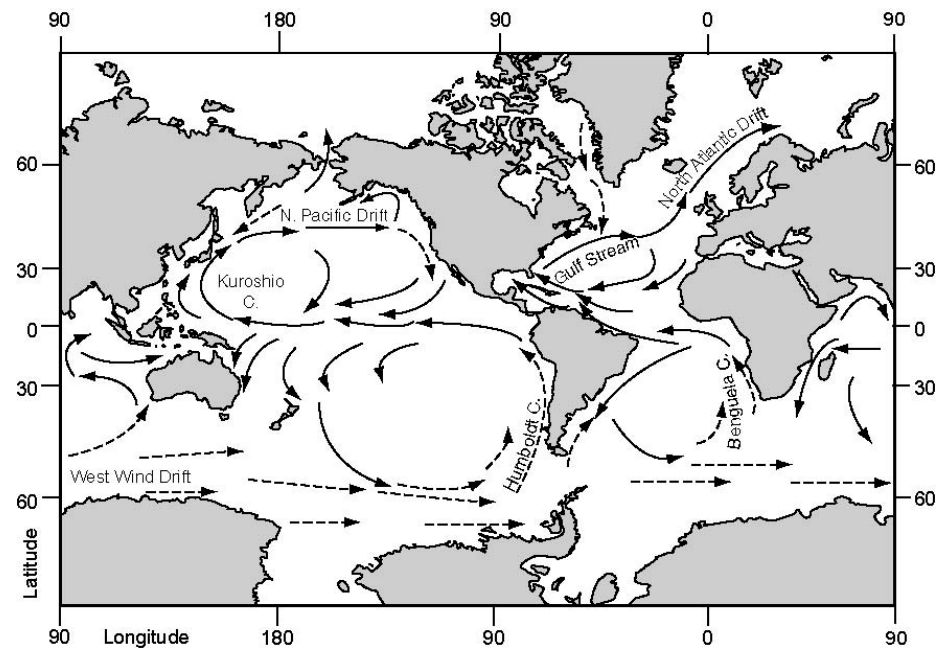 90
180
90
0
90
60
60
North Atlantic Drift
N. Pacific Drift
Gulf Stream
30
30
Kuroshio
C.
0
0
30
30
Humboldt C.
Benguela C.
West Wind Drift
60
60
Latitude
90
Longitude
180
90
0
90